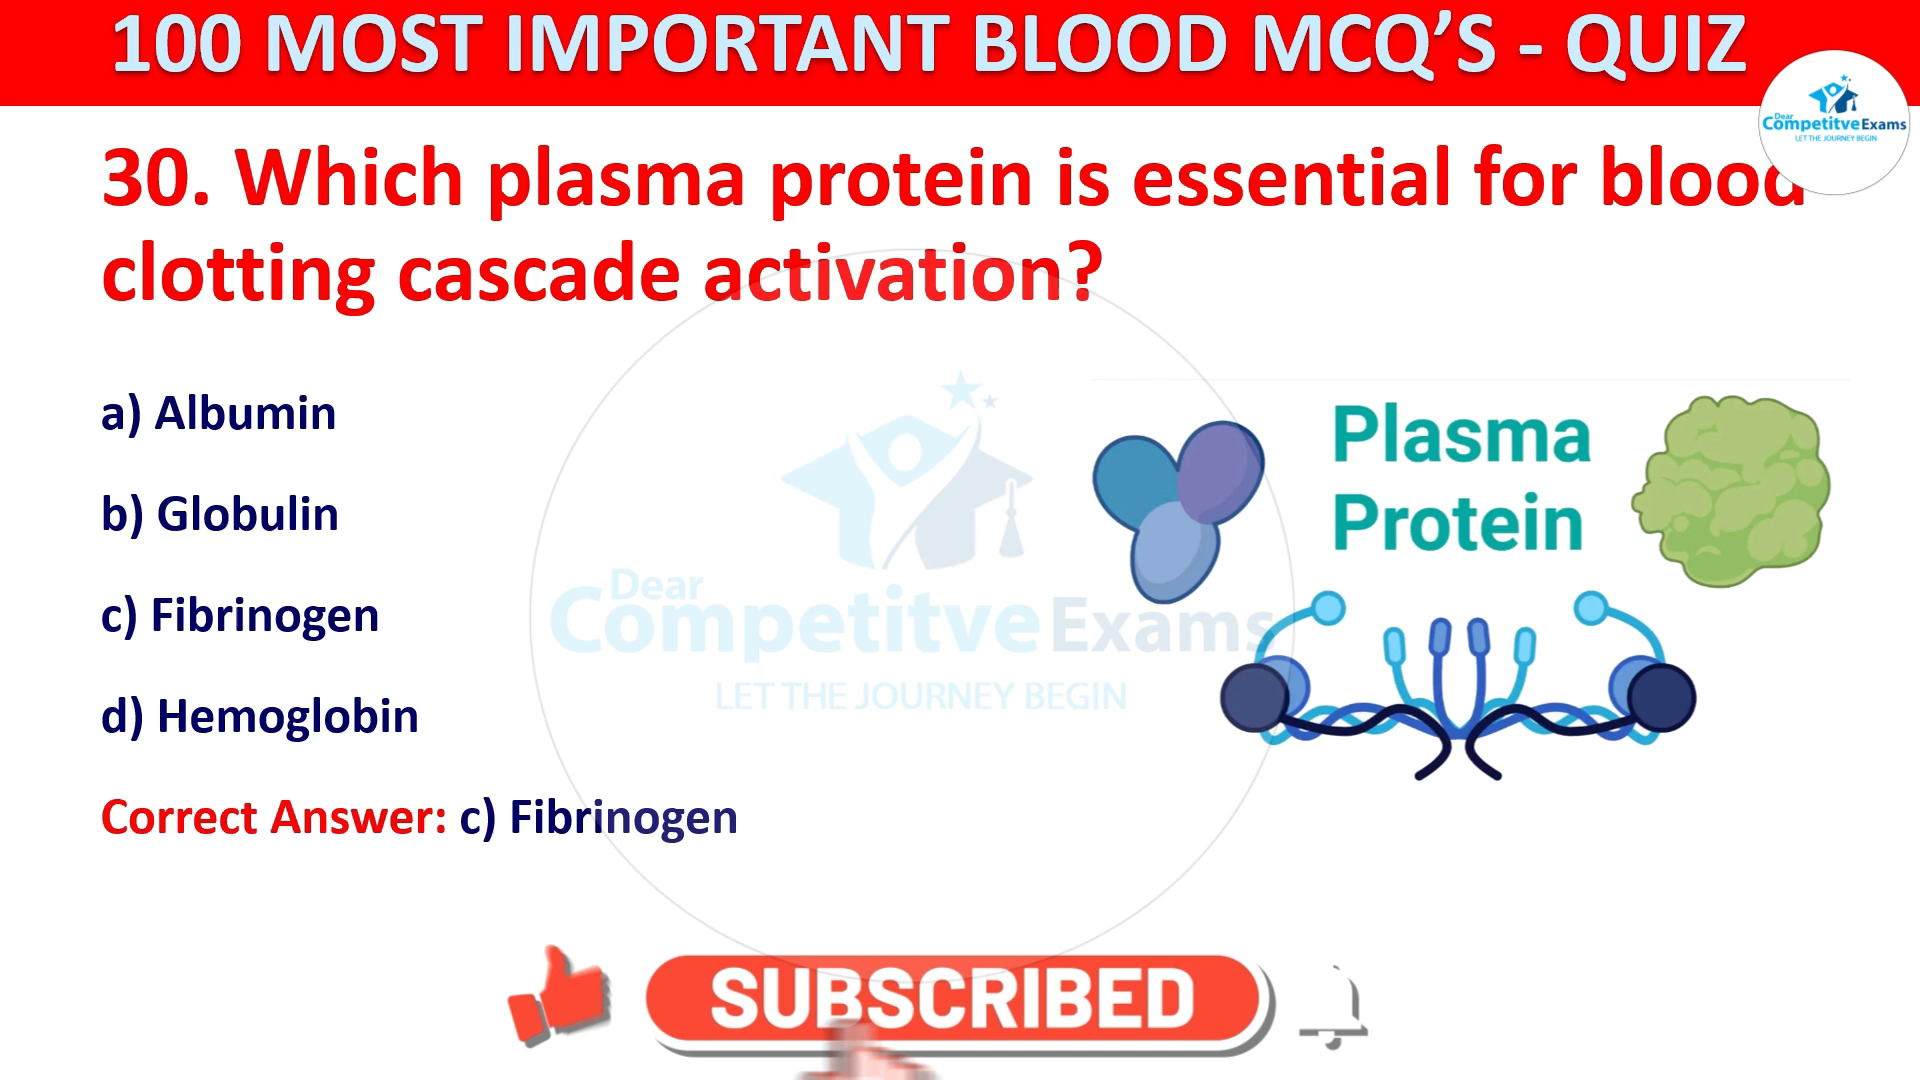 100 MOST IMPORTANT BLOOD MCQ’S - QUIZ
Dear
CompetitveExams
LET THE JOURNEY BEGIN
30. Which plasma protein is essential for blood
clotting cascade activation?
a) Albumin
b) Globulin
c) Fibrinogen
d) Hemoglobin
Correct Answer: c) Fibrinogen
Plasma
Protein
Dear
Competitve Exams
LET THE JOURNEY BEGIN
SUBSCRIBED